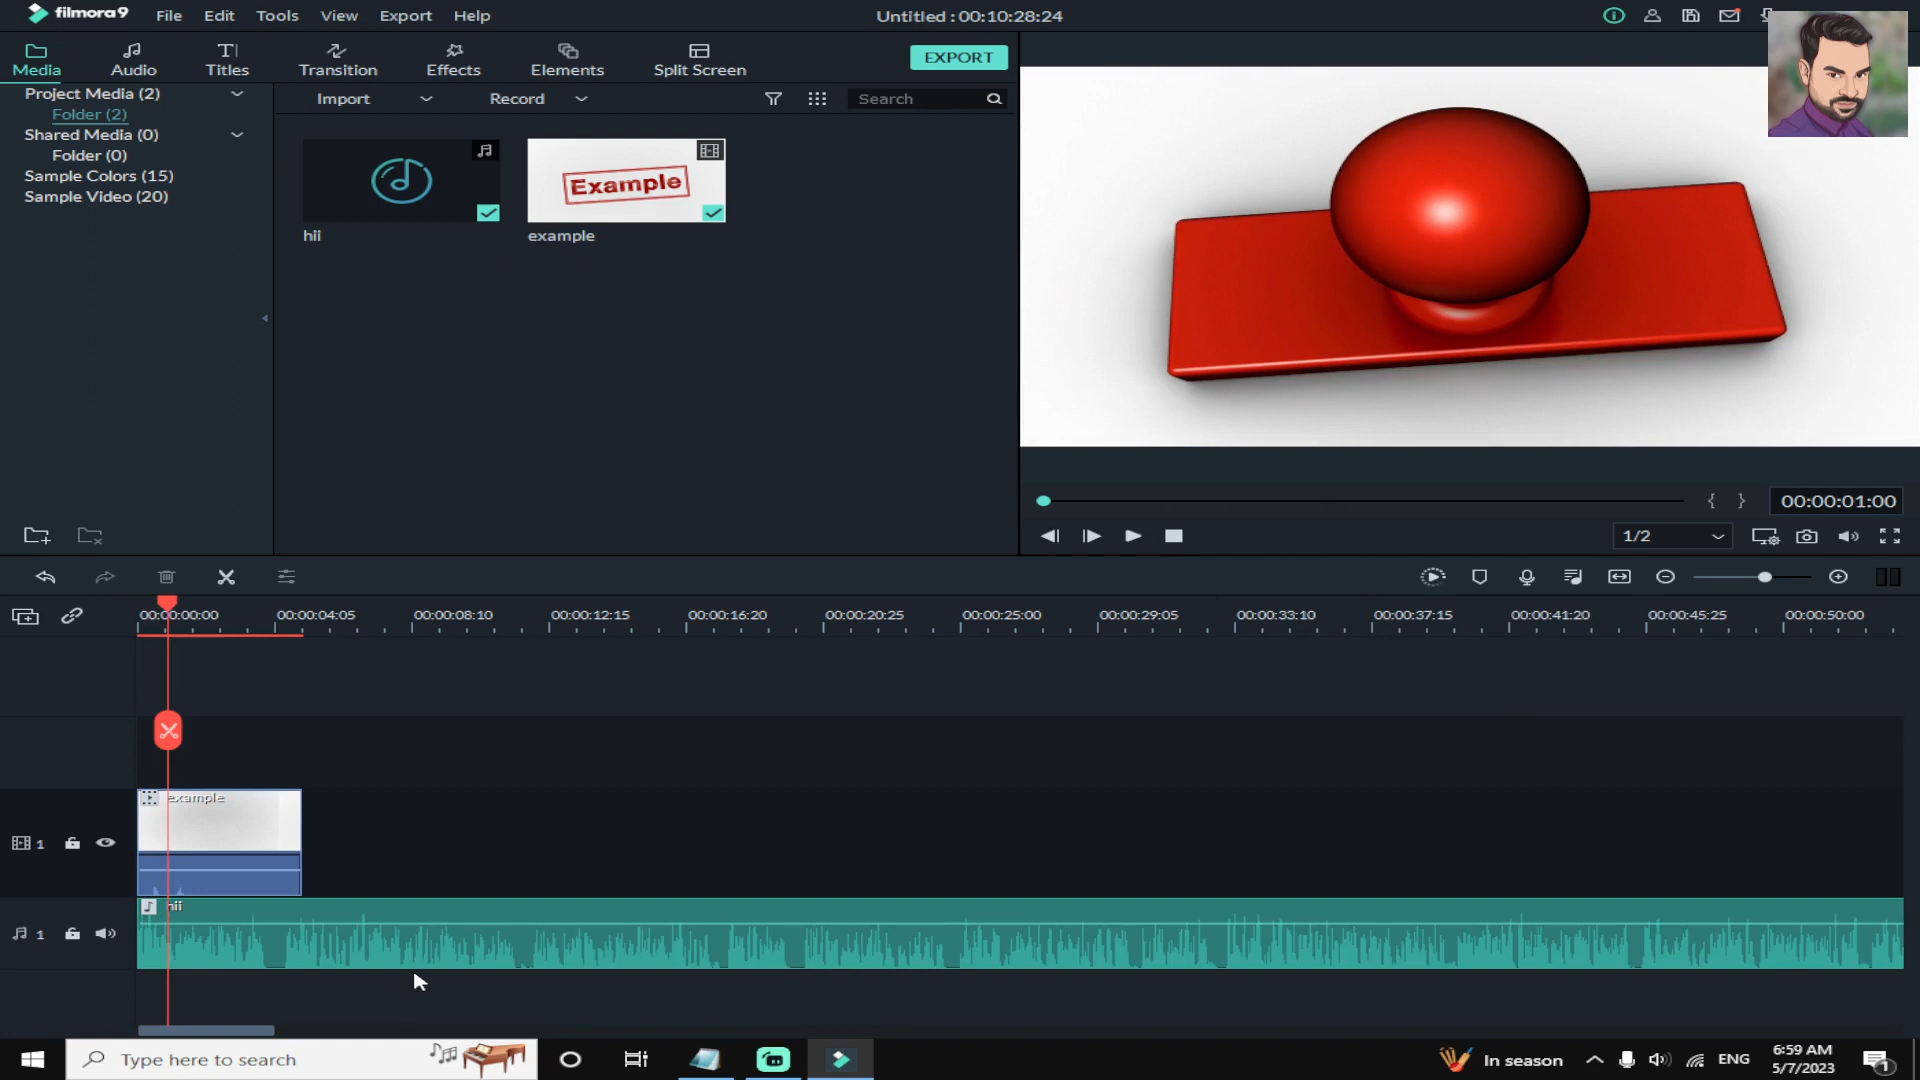 filmora9 File Edit Tools View Export Help Untitled : 00:10:28:24
Media Audio Titles Transition Effects Elements Split Screen EXPORT
Project Media (2)
Folder (2)
Shared Media (0)
Folder (0)
Sample Colors (15)
Sample Video (20)
Import Record Search
Example
hii example
00:00:01:00
1/2
00:00:00:00 00:00:04:05 00:00:08:10 00:00:12:15 00:00:16:20 00:00:20:25 00:00:25:00 00:00:29:05 00:00:33:10 00:00:37:15 00:00:41:20 00:00:45:25 00:00:50:00
example
1
hii
1
Type here to search In season ENG 6:59 AM
5/7/2023
1